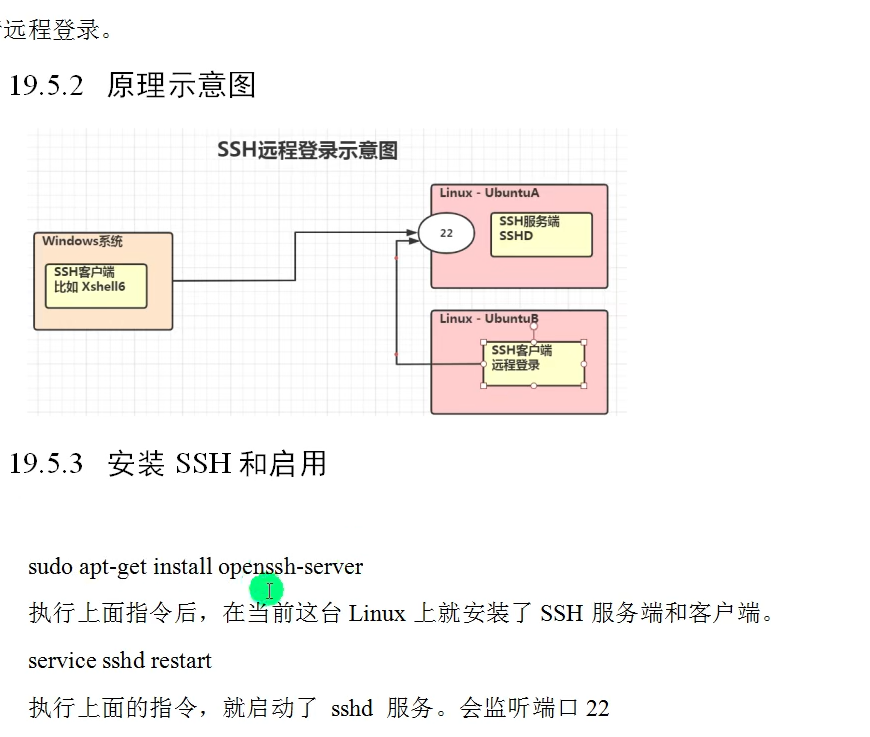 远程登录。
19.5.2 原理示意图
SSH远程登录示意图
Linux - UbuntuA
22
SSH服务端
SSHD
Windows系统
SSH客户端
比如 Xshell6
Linux - UbuntuB
SSH客户端
远程登录
19.5.3 安装 SSH 和启用
sudo apt-get install openssh-server
执行上面指令后，在当前这台 Linux 上就安装了 SSH 服务端和客户端。
service sshd restart
执行上面的指令，就启动了 sshd 服务。会监听端口 22